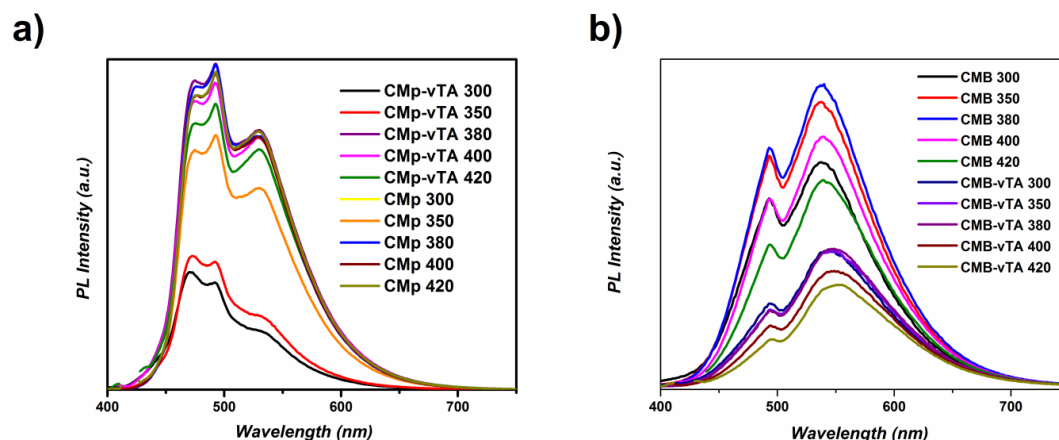 a)
PL Intensity (a.u.)
CMp-vTA 300
CMp-vTA 350
CMp-vTA 380
CMp-vTA 400
CMp-vTA 420
CMp 300
CMp 350
CMp 380
CMp 400
CMp 420
400 500 600 700
Wavelength (nm)
b)
PL Intensity (a.u.)
CMB 300
CMB 350
CMB 380
CMB 400
CMB 420
CMB-vTA 300
CMB-vTA 350
CMB-vTA 380
CMB-vTA 400
CMB-vTA 420
400 500 600 700
Wavelength (nm)